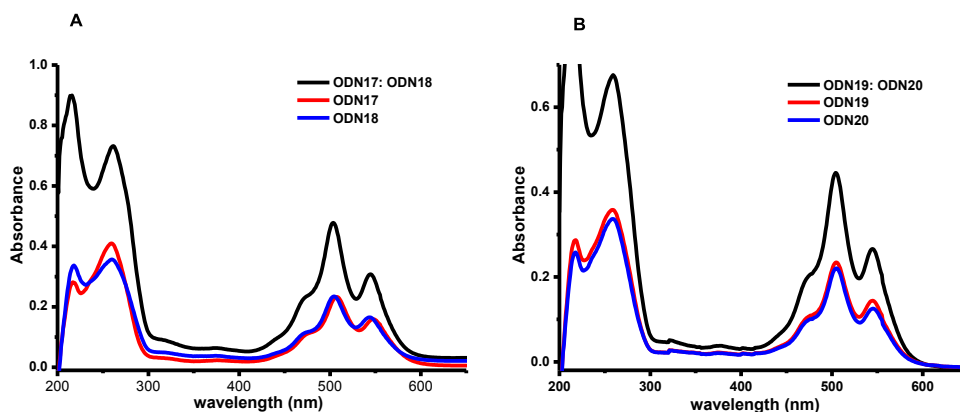 A
B
ODN17: ODN18
ODN17
ODN18
ODN19: ODN20
ODN19
ODN20
Absorbance
1.0
0.8
0.6
0.4
0.2
0.0
200
300
400
500
600
wavelength (nm)
Absorbance
0.6
0.4
0.2
0.0
200
300
400
500
600
wavelength (nm)